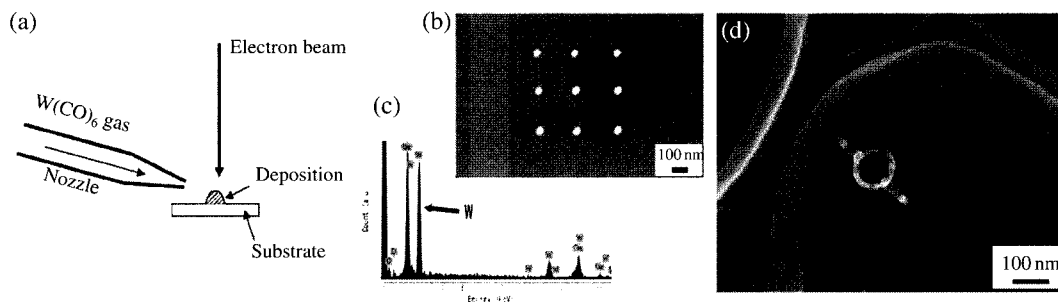 (a)
Electron beam
W(CO)6 gas
Nozzle
Deposition
Substrate
(b)
100 nm
(c)
W
(d)
100 nm